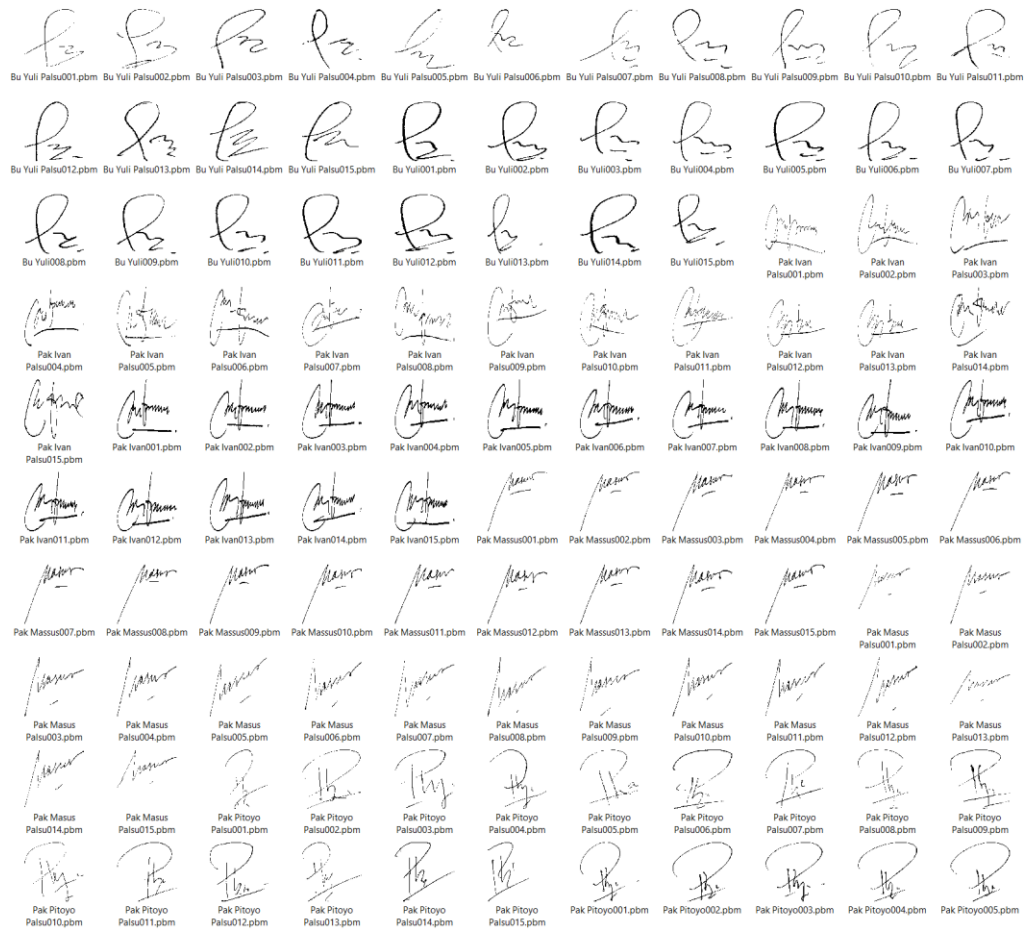 Bu Yuli Palsu001.pbm Bu Yuli Palsu002.pbm Bu Yuli Palsu003.pbm Bu Yuli Palsu004.pbm Bu Yuli Palsu005.pbm Bu Yuli Palsu006.pbm Bu Yuli Palsu007.pbm Bu Yuli Palsu008.pbm Bu Yuli Palsu009.pbm Bu Yuli Palsu010.pbm Bu Yuli Palsu011.pbm
Bu Yuli Palsu012.pbm Bu Yuli Palsu013.pbm Bu Yuli Palsu014.pbm Bu Yuli Palsu015.pbm Bu Yuli001.pbm Bu Yuli002.pbm Bu Yuli003.pbm Bu Yuli004.pbm Bu Yuli005.pbm Bu Yuli006.pbm Bu Yuli007.pbm
Bu Yuli008.pbm Bu Yuli009.pbm Bu Yuli010.pbm Bu Yuli011.pbm Bu Yuli012.pbm Bu Yuli013.pbm Bu Yuli014.pbm Bu Yuli015.pbm Pak Ivan Pak Ivan Pak Ivan
Palsu001.pbm Palsu002.pbm Palsu003.pbm
Pak Ivan Pak Ivan Pak Ivan Pak Ivan Pak Ivan Pak Ivan Pak Ivan Pak Ivan Pak Ivan Pak Ivan Pak Ivan
Palsu004.pbm Palsu005.pbm Palsu006.pbm Palsu007.pbm Palsu008.pbm Palsu009.pbm Palsu010.pbm Palsu011.pbm Palsu012.pbm Palsu013.pbm Palsu014.pbm
Pak Ivan Pak Ivan001.pbm Pak Ivan002.pbm Pak Ivan003.pbm Pak Ivan004.pbm Pak Ivan005.pbm Pak Ivan006.pbm Pak Ivan007.pbm Pak Ivan008.pbm Pak Ivan009.pbm Pak Ivan010.pbm
Palsu015.pbm
Pak Ivan011.pbm Pak Ivan012.pbm Pak Ivan013.pbm Pak Ivan014.pbm Pak Ivan015.pbm Pak Massus001.pbm Pak Massus002.pbm Pak Massus003.pbm Pak Massus004.pbm Pak Massus005.pbm Pak Massus006.pbm
Pak Massus007.pbm Pak Massus008.pbm Pak Massus009.pbm Pak Massus010.pbm Pak Massus011.pbm Pak Massus012.pbm Pak Massus013.pbm Pak Massus014.pbm Pak Massus015.pbm Pak Masus Pak Masus
Palsu001.pbm Palsu002.pbm
Pak Masus Pak Masus Pak Masus Pak Masus Pak Masus Pak Masus Pak Masus Pak Masus Pak Masus Pak Masus Pak Masus
Palsu003.pbm Palsu004.pbm Palsu005.pbm Palsu006.pbm Palsu007.pbm Palsu008.pbm Palsu009.pbm Palsu010.pbm Palsu011.pbm Palsu012.pbm Palsu013.pbm
Pak Masus Pak Masus Pak Pitoyo Pak Pitoyo Pak Pitoyo Pak Pitoyo Pak Pitoyo Pak Pitoyo Pak Pitoyo Pak Pitoyo Pak Pitoyo
Palsu014.pbm Palsu015.pbm Palsu001.pbm Palsu002.pbm Palsu003.pbm Palsu004.pbm Palsu005.pbm Palsu006.pbm Palsu007.pbm Palsu008.pbm Palsu009.pbm
Pak Pitoyo Pak Pitoyo Pak Pitoyo Pak Pitoyo Pak Pitoyo Pak Pitoyo Pak Pitoyo001.pbm Pak Pitoyo002.pbm Pak Pitoyo003.pbm Pak Pitoyo004.pbm Pak Pitoyo005.pbm
Palsu010.pbm Palsu011.pbm Palsu012.pbm Palsu013.pbm Palsu014.pbm Palsu015.pbm